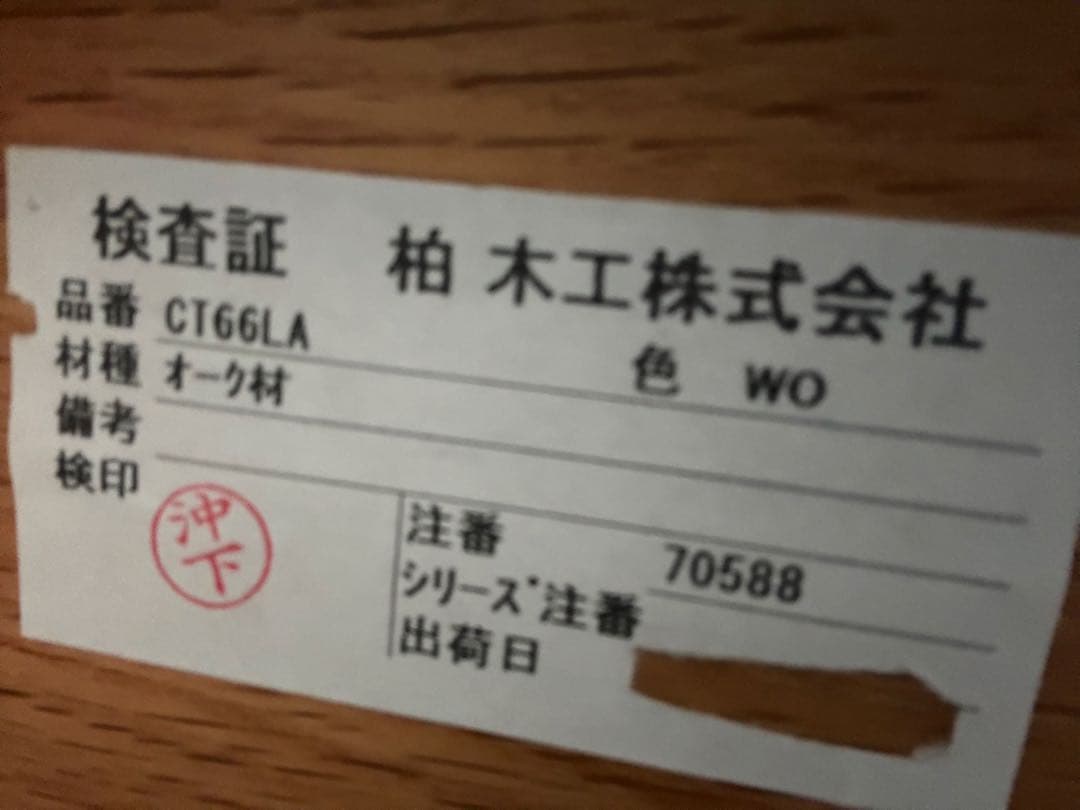 検査証 柏木工株式会社
品番 CT66LA 色 WO
材種 ｵｰｸ材
備考
検印
沖下
注番 70588
ｼﾘｰｽﾞ注番
出荷日